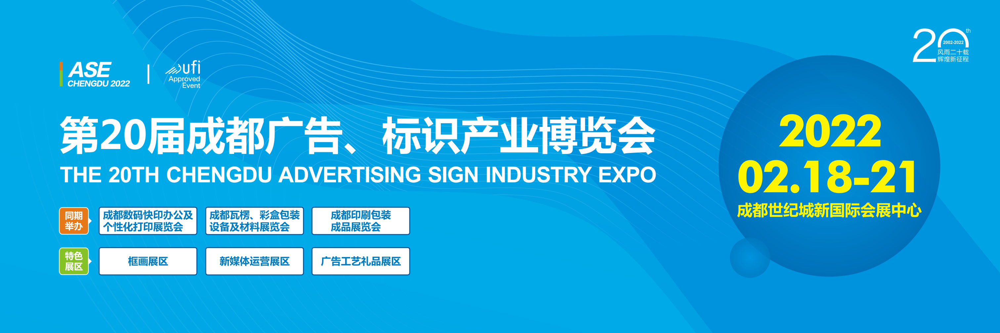 ASE
CHENGDU 2022
ufi
Approved
Event
20th
2002-2022
风雨二十载
辉煌新征程
第20届成都广告、标识产业博览会
THE 20TH CHENGDU ADVERTISING SIGN INDUSTRY EXPO
2022
02.18-21
成都世纪城新国际会展中心
同期
举办
成都数码快印办公及
个性化打印展览会
成都瓦楞、彩盒包装
设备及材料展览会
成都印刷包装
成品展览会
特色
展区
框画展区
新媒体运营展区
广告工艺礼品展区